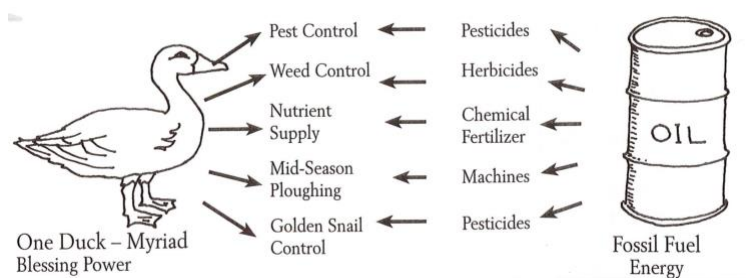 Pest Control
Pesticides
Weed Control
Herbicides
Nutrient
Supply
Chemical
Fertilizer
OIL
Mid-Season
Ploughing
Machines
Golden Snail
Control
Pesticides
One Duck – Myriad
Blessing Power
Fossil Fuel
Energy